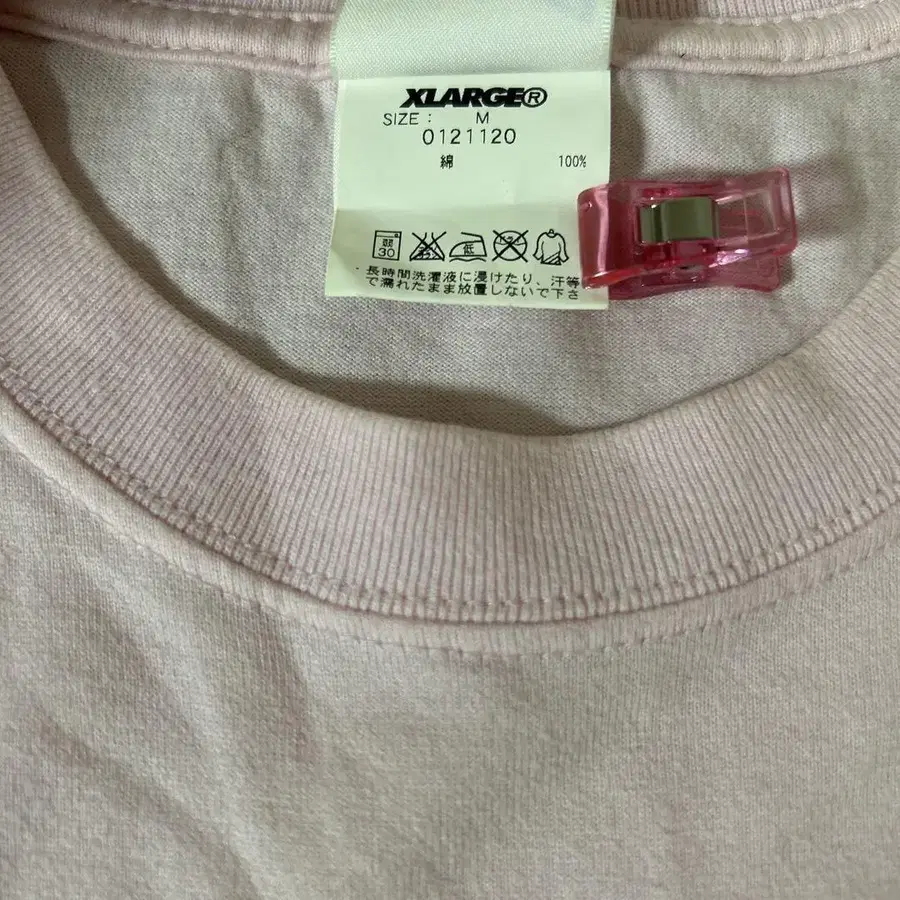 XLARGE®
SIZE: M
0121120
綿 100%
弱 30 低
長時間洗濯液に浸けたり、汗等
で濡れたまま放置しないで下さ